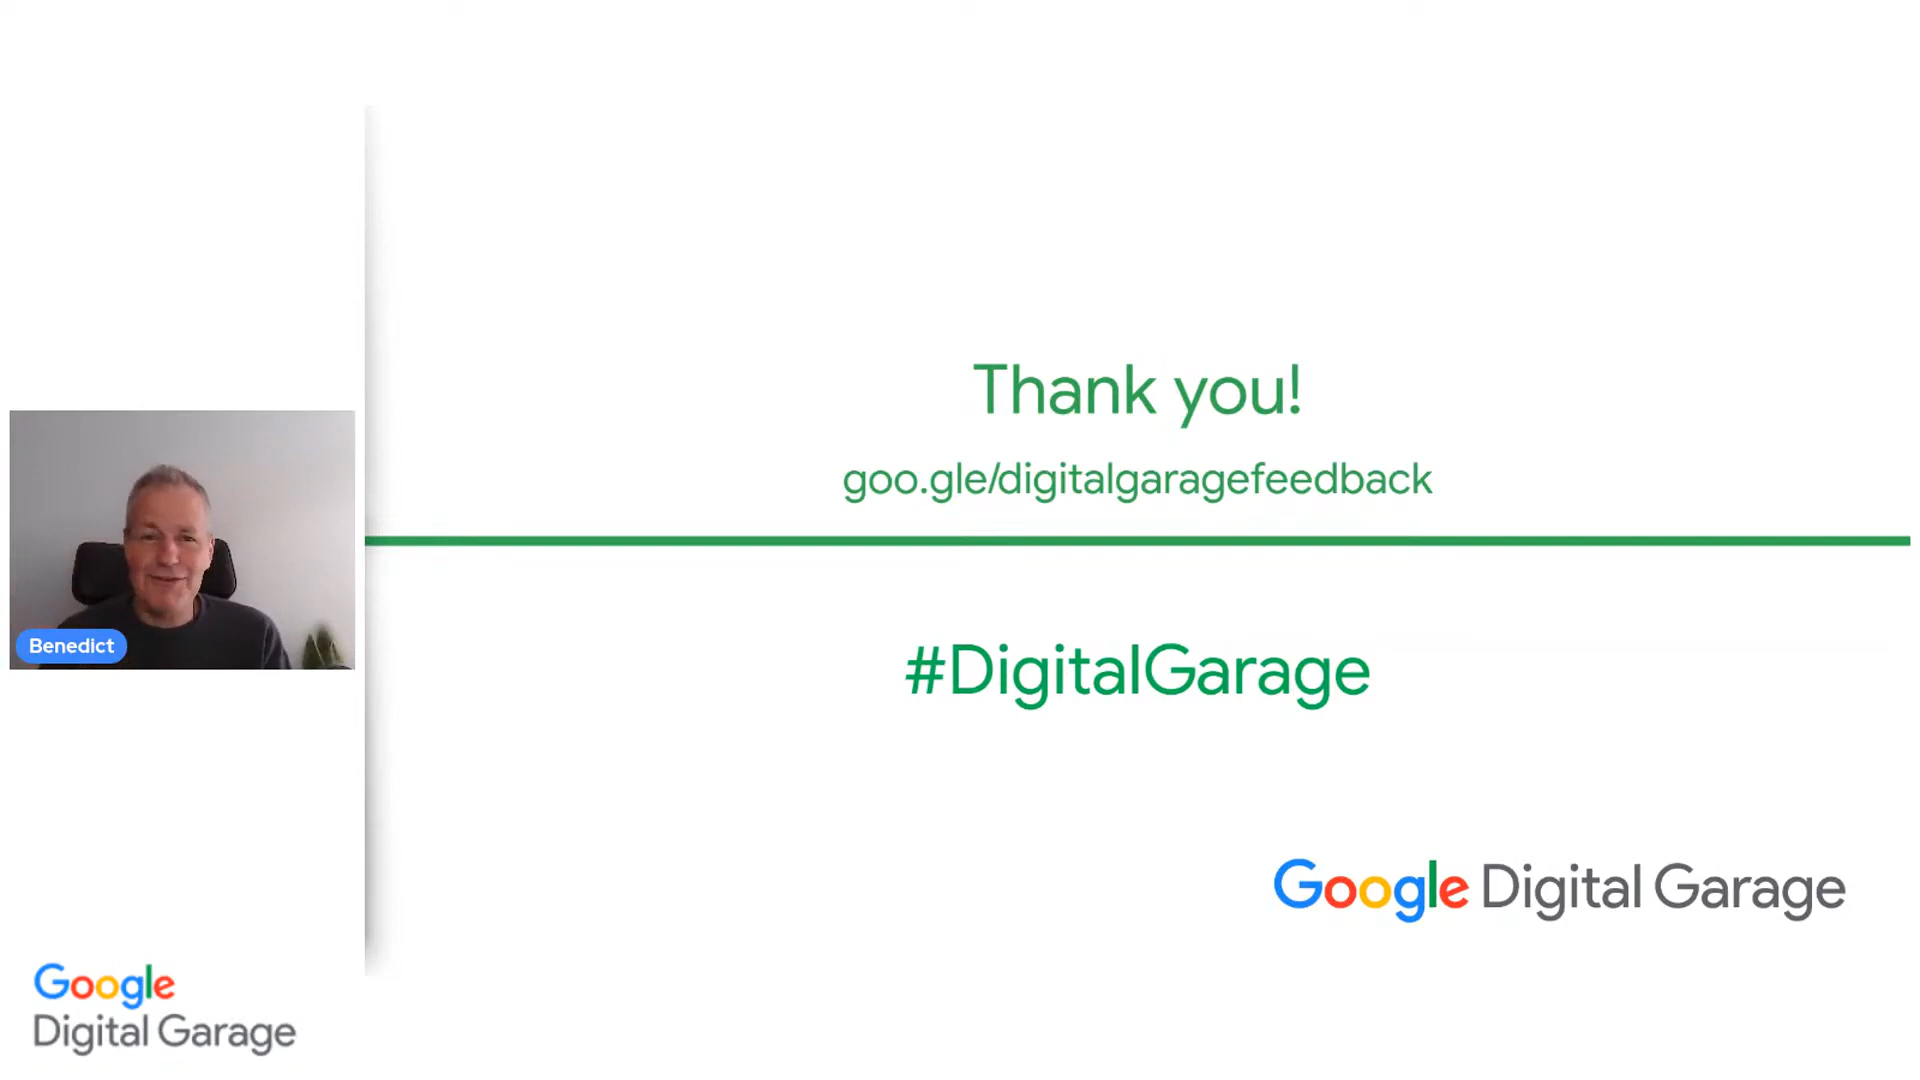 Thank you!
goo.gle/digitalgaragefeedback
Benedict
#DigitalGarage
Google Digital Garage
Google
Digital Garage